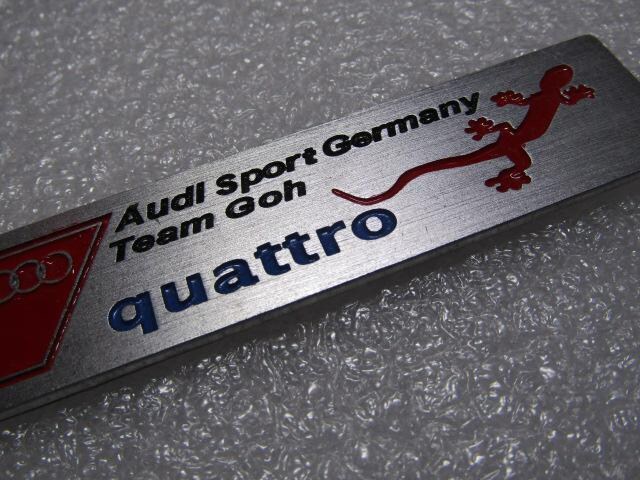 Audi Sport Germany
Team Goh
quattro